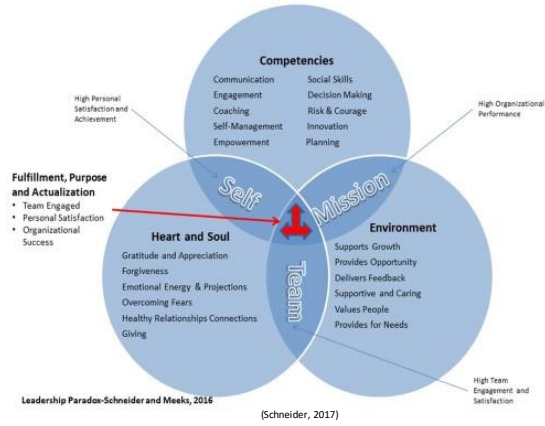 Competencies
Communication Social Skills
Engagement Decision Making
Coaching Risk & Courage
Self-Management Innovation
Empowerment Planning
High Personal
Satisfaction and
Achievement
High Organizational
Performance
Self
Mission
Team
Fulfillment, Purpose
and Actualization
• Team Engaged
• Personal Satisfaction
• Organizational
Success
Heart and Soul
Gratitude and Appreciation
Forgiveness
Emotional Energy & Projections
Overcoming Fears
Healthy Relationships Connections
Giving
Environment
Supports Growth
Provides Opportunity
Delivers Feedback
Supportive and Caring
Values People
Provides for Needs
High Team
Engagement and
Satisfaction
Leadership Paradox-Schneider and Meeks, 2016
(Schneider, 2017)